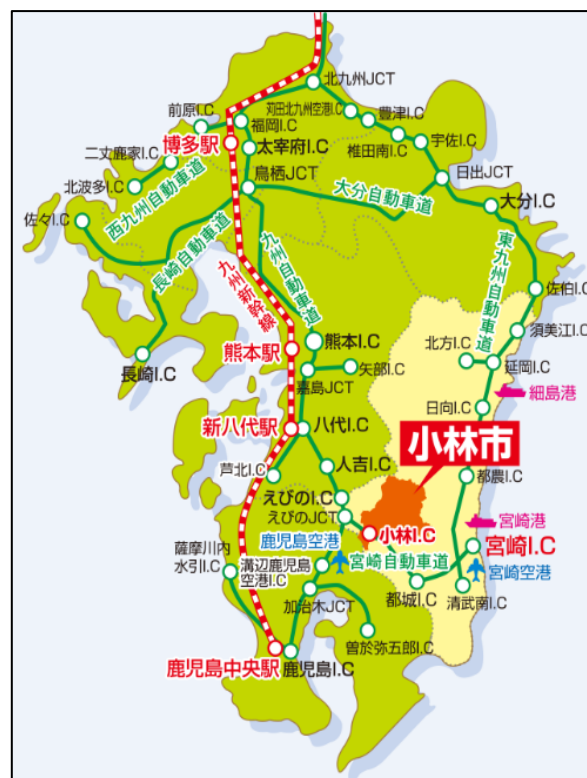 北九州JCT
苅田北九州空港I.C
豊津I.C
前原I.C
福岡I.C
椎田南I.C
宇佐I.C
博多駅
二丈鹿家I.C
太宰府I.C
北波多I.C
鳥栖JCT
日出JCT
西九州自動車道
大分自動車道
大分I.C
佐々I.C
長崎自動車道
九州自動車道
九州新幹線
東九州自動車道
佐伯I.C
須美江I.C
熊本I.C
熊本駅
北方I.C
延岡I.C
長崎I.C
嘉島JCT
矢部I.C
細島港
日向I.C
新八代駅
八代I.C
小林市
芦北I.C
人吉I.C
都農I.C
えびのI.C
えびのJCT
宮崎港
小林I.C
宮崎I.C
鹿児島空港
宮崎自動車道
宮崎空港
薩摩川内
水引I.C
溝辺鹿児島
空港I.C
都城I.C
清武南I.C
加治木JCT
曽於弥五郎I.C
鹿児島中央駅
鹿児島I.C